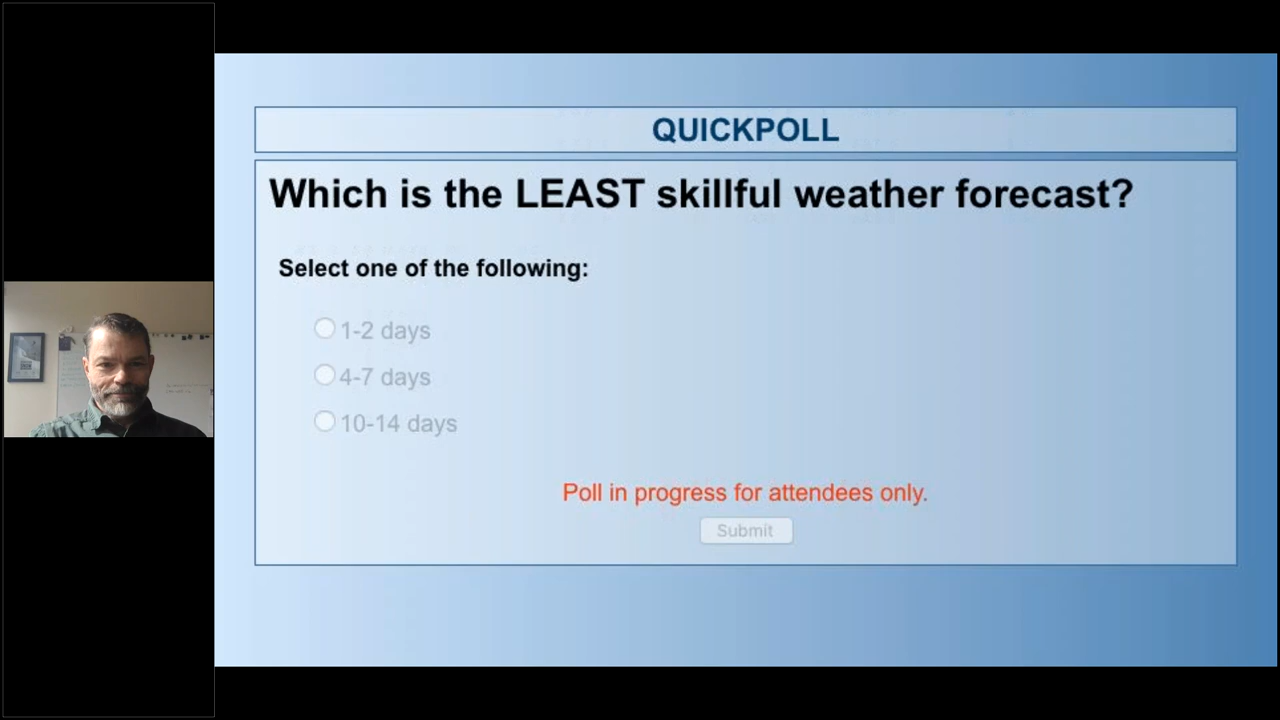 QUICKPOLL
Which is the LEAST skillful weather forecast?
Select one of the following:
1-2 days
4-7 days
10-14 days
Poll in progress for attendees only.
Submit